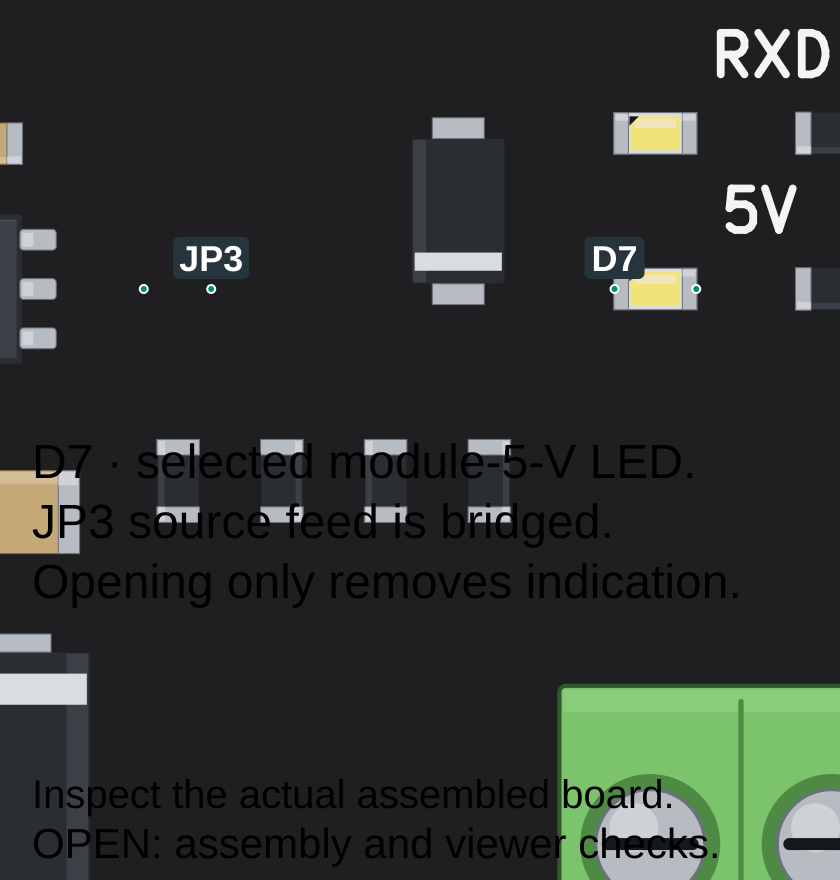 RXD
5V
JP3
D7
D7 · selected module-5-V LED.
JP3 source feed is bridged.
Opening only removes indication.
Inspect the actual assembled board.
OPEN: assembly and viewer checks.